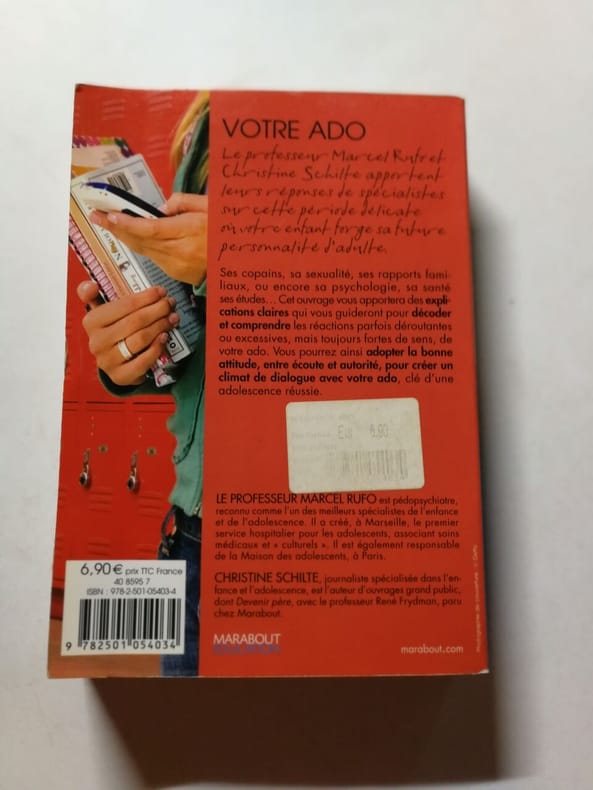 VOTRE ADO
Le professeur Marcel Rufo et
Christine Schilte apportent
leurs réponses de spécialistes
sur cette période délicate
où votre enfant forge sa future
personnalité d'adulte.
Ses copains, sa sexualité, ses rapports fami-
liaux, ou encore sa psychologie, sa santé
ses études... Cet ouvrage vous apportera des expli-
cations claires qui vous guideront pour décoder
et comprendre les réactions parfois déroutantes
ou excessives, mais toujours fortes de sens, de
votre ado. Vous pourrez ainsi adopter la bonne
attitude, entre écoute et autorité, pour créer un
climat de dialogue avec votre ado, clé d'une
adolescence réussie.
Eur 6,90
LE PROFESSEUR MARCEL RUFO est pédopsychiatre,
reconnu comme l'un des meilleurs spécialistes de l'enfance
et de l'adolescence. Il a créé, à Marseille, le premier
service hospitalier pour les adolescents, associant soins
médicaux et « culturels ». Il est également responsable
de la Maison des adolescents, à Paris.
CHRISTINE SCHILTE, journaliste spécialisée dans l'en-
fance et l'adolescence, est l'auteur d'ouvrages grand public,
dont Devenir père, avec le professeur René Frydman, paru
chez Marabout.
6,90 € prix TTC France
40 8595 7
ISBN : 978-2-501-05403-4
9 782501 054034
MARABOUT
marabout.com